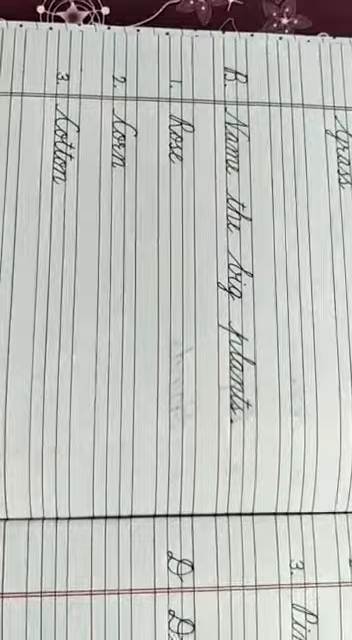 Grass
B. Name the big plants.
1. Rose
2. Corn
3. Cotton
3.
D